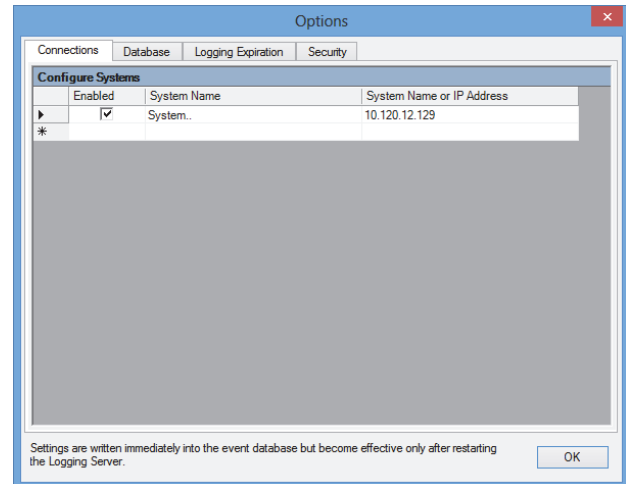 Options
Connections Database Logging Expiration Security
Configure Systems
Enabled System Name System Name or IP Address
System.. 10.120.12.129
Settings are written immediately into the event database but become effective only after restarting
the Logging Server.
OK